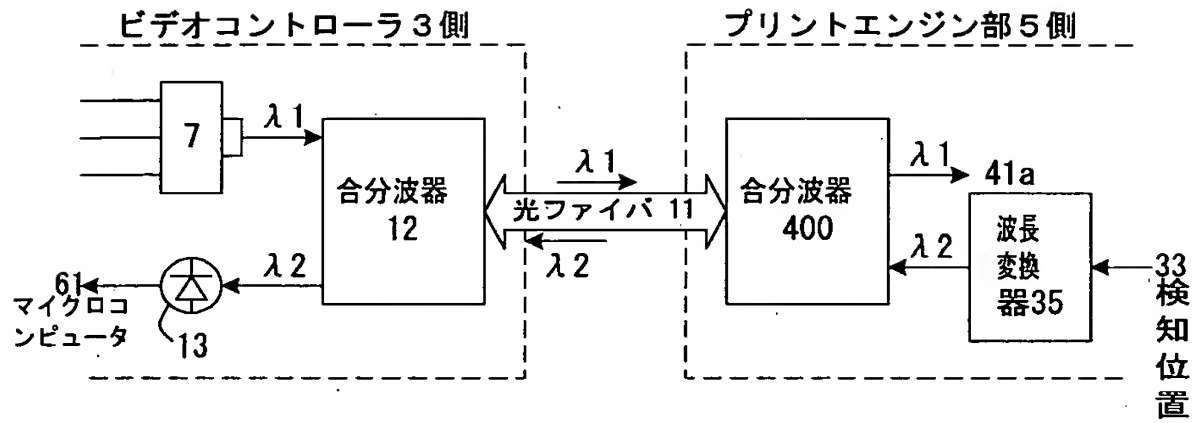 ビデオコントローラ３側
プリントエンジン部５側
7
λ1
合分波器
12
λ1
光ファイバ 11
λ2
合分波器
400
λ1
41a
波長
変換
器35
λ2
33
検
知
位
置
λ2
61
マイクロコ
ンピュータ
13